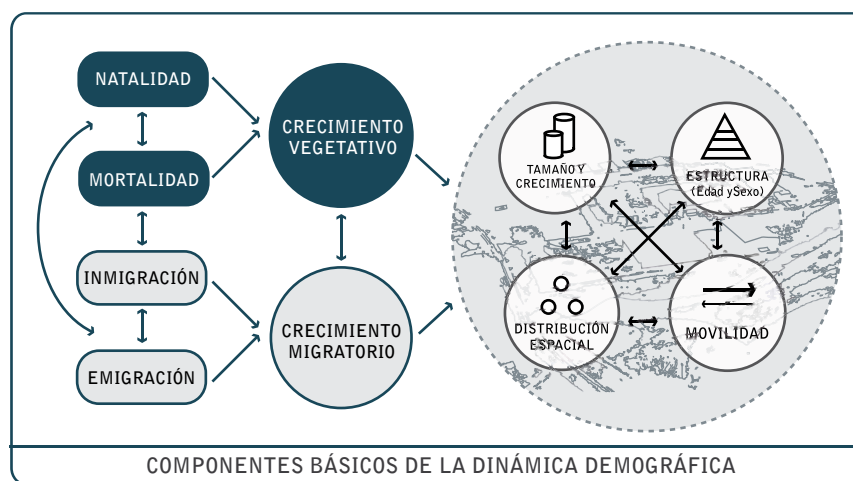 NATALIDAD
MORTALIDAD
INMIGRACIÓN
EMIGRACIÓN
CRECIMIENTO
VEGETATIVO
CRECIMIENTO
MIGRATORIO
TAMAÑO Y
CRECIMIENTO
ESTRUCTURA
(Edad ySexo)
DISTRIBUCIÓN
ESPACIAL
MOVILIDAD
COMPONENTES BÁSICOS DE LA DINÁMICA DEMOGRÁFICA